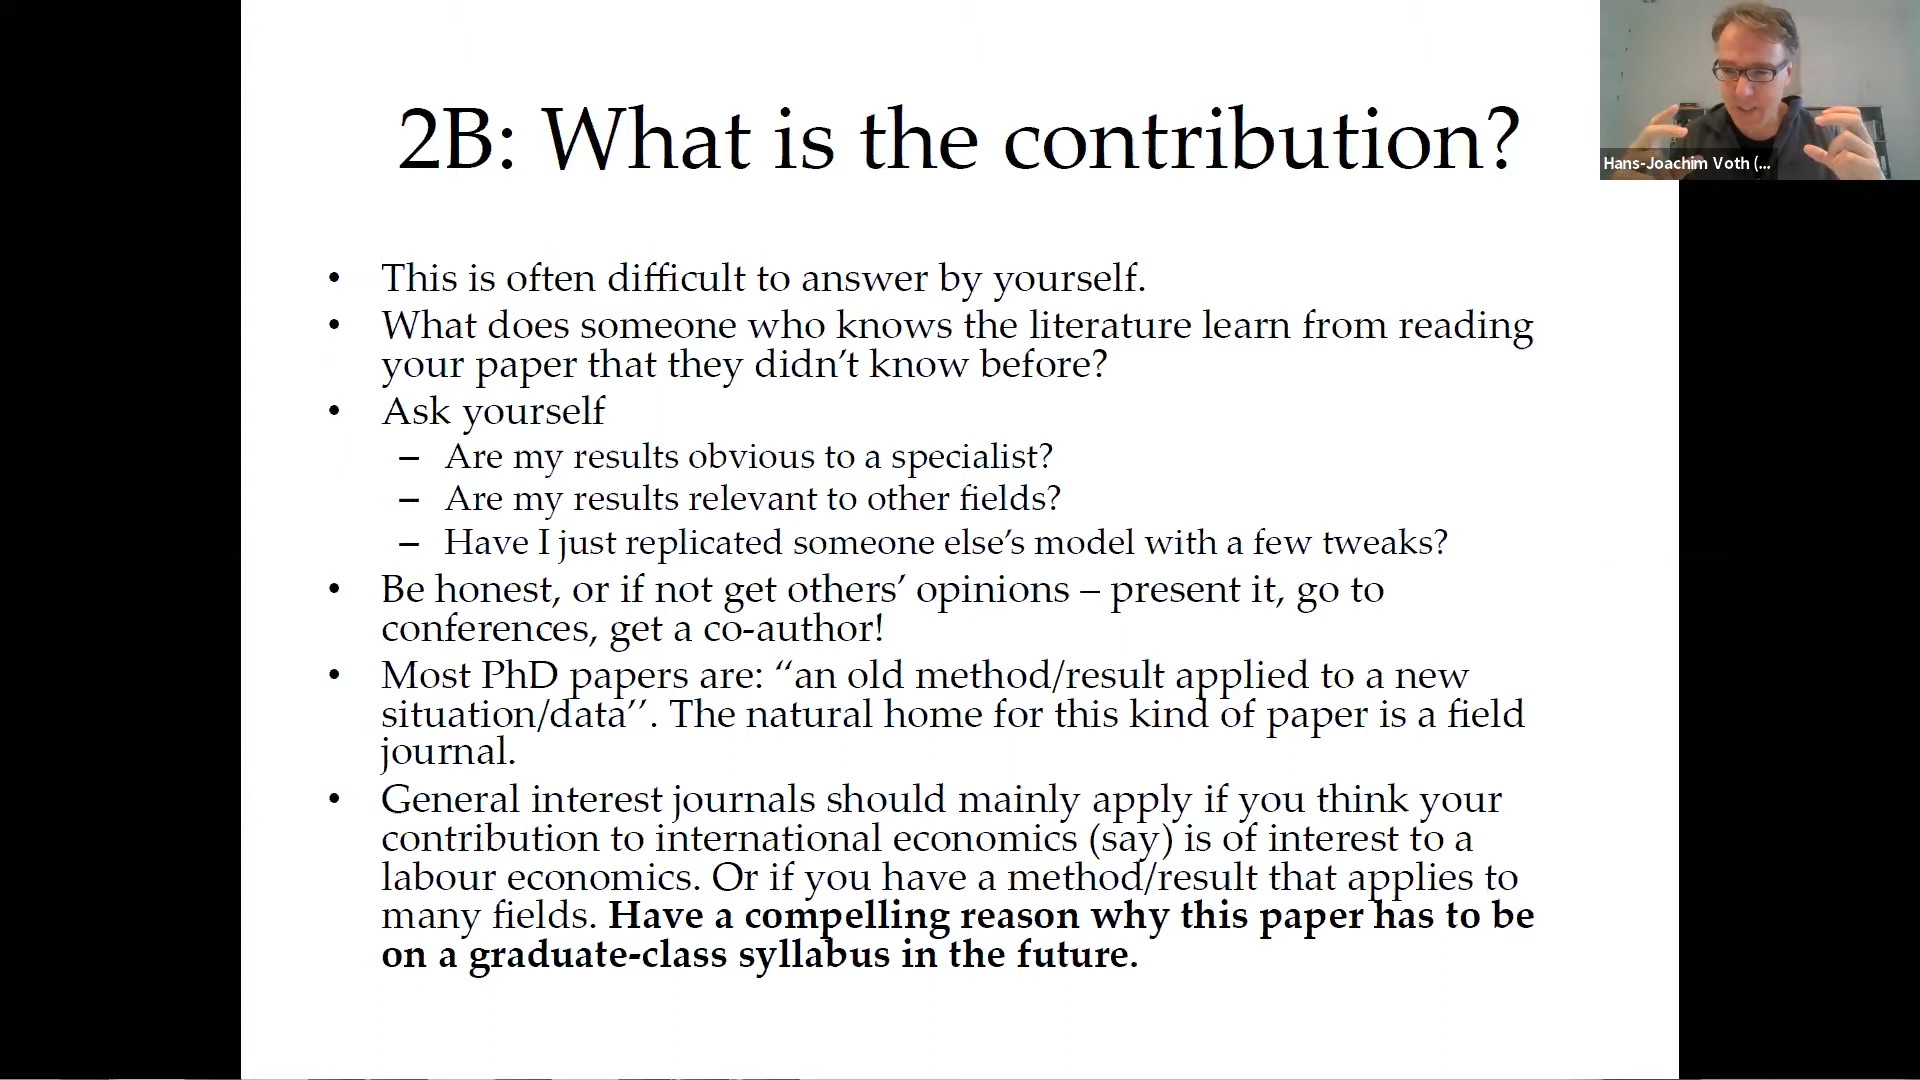 2B: What is the contribution?
Hans-Joachim Voth (...
• This is often difficult to answer by yourself.
• What does someone who knows the literature learn from reading
your paper that they didn’t know before?
• Ask yourself
– Are my results obvious to a specialist?
– Are my results relevant to other fields?
– Have I just replicated someone else’s model with a few tweaks?
• Be honest, or if not get others’ opinions – present it, go to
conferences, get a co-author!
• Most PhD papers are: ‘‘an old method/result applied to a new
situation/data’’. The natural home for this kind of paper is a field
journal.
• General interest journals should mainly apply if you think your
contribution to international economics (say) is of interest to a
labour economics. Or if you have a method/result that applies to
many fields. Have a compelling reason why this paper has to be
on a graduate-class syllabus in the future.